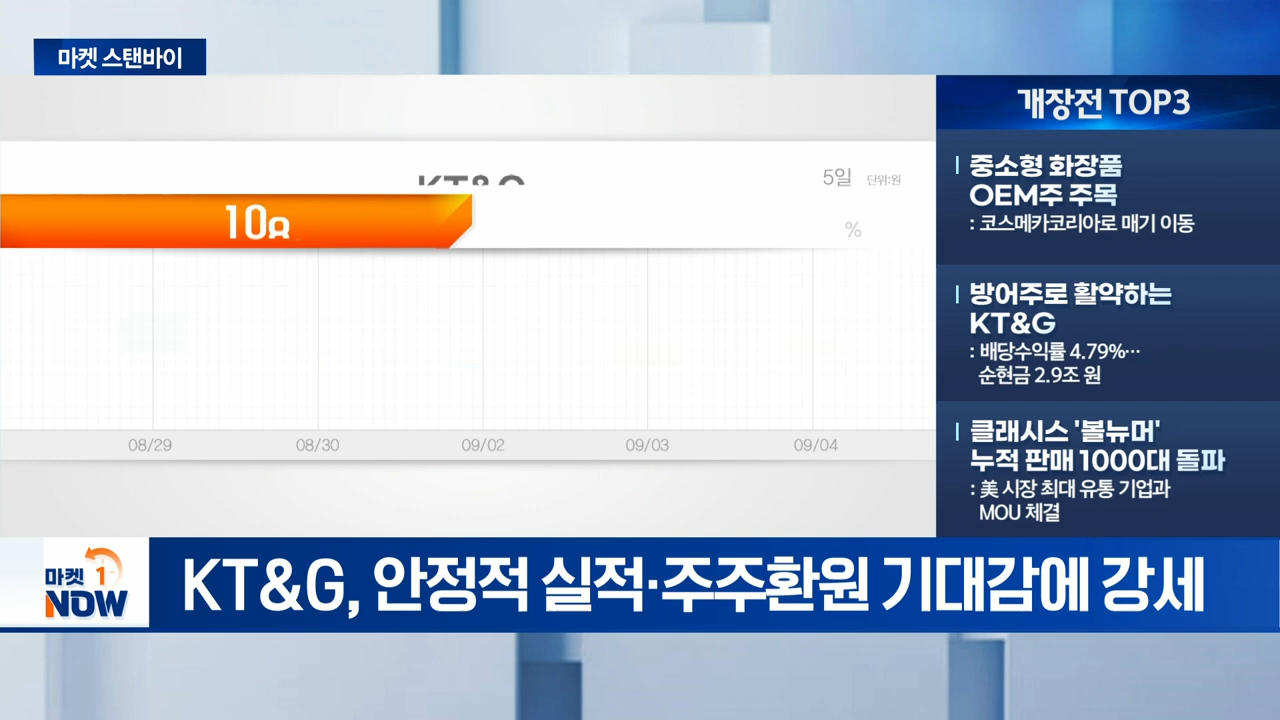 마켓 스탠바이
KT&G
5일 단위:원
10
%
08/29 08/30 09/02 09/03 09/04
개장전 TOP3
중소형 화장품
OEM주 주목
: 코스메카코리아로 매기 이동
방어주로 활약하는
KT&G
: 배당수익률 4.79%…
순현금 2.9조 원
클래시스 '볼뉴머'
누적 판매 1000대 돌파
: 美 시장 최대 유통 기업과
MOU 체결
마켓 1
NOW
KT&G, 안정적 실적·주주환원 기대감에 강세